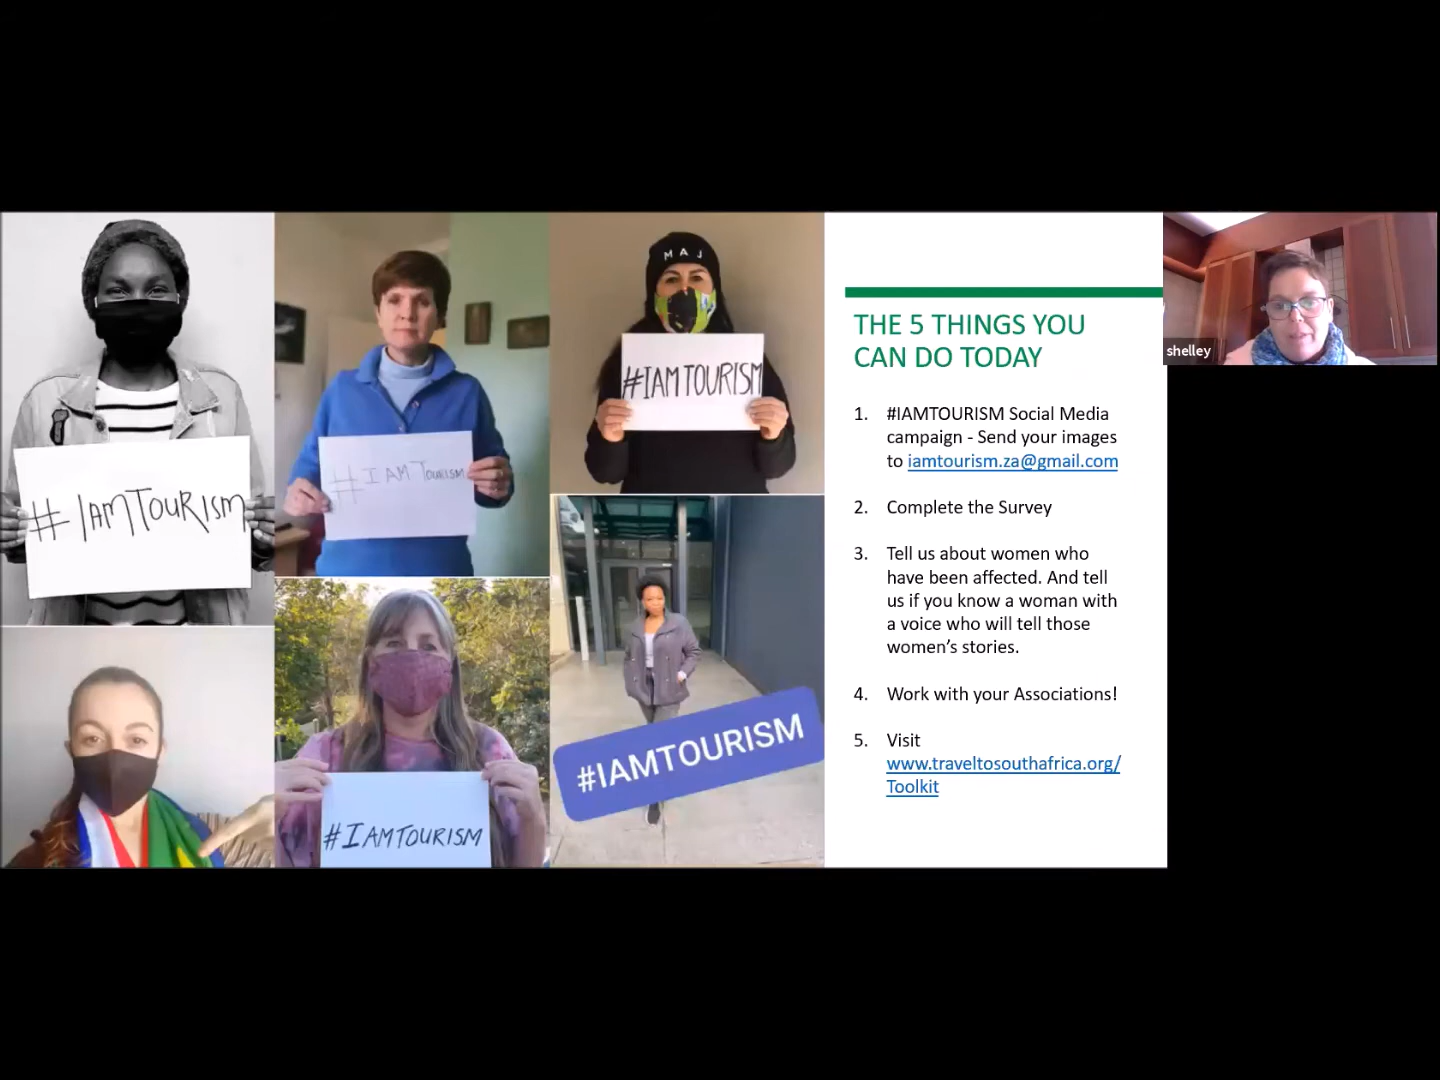 #IAMTOURISM
#IAM TOURISM
MAJ
#IAMTOURISM
#IAMTOURISM
#IAMTOURISM
THE 5 THINGS YOU
CAN DO TODAY
1. #IAMTOURISM Social Media
campaign - Send your images
to iamtourism.za@gmail.com
2. Complete the Survey
3. Tell us about women who
have been affected. And tell
us if you know a woman with
a voice who will tell those
women's stories.
4. Work with your Associations!
5. Visit
www.traveltosouthafrica.org/
Toolkit
shelley